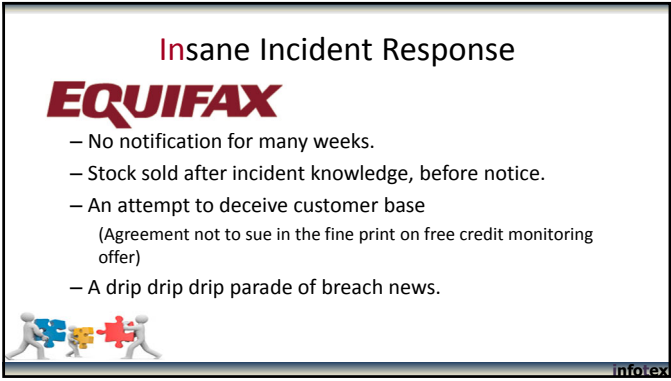 Insane Incident Response
EQUIFAX
– No notification for many weeks.
– Stock sold after incident knowledge, before notice.
– An attempt to deceive customer base
(Agreement not to sue in the fine print on free credit monitoring
offer)
– A drip drip drip parade of breach news.
infotex